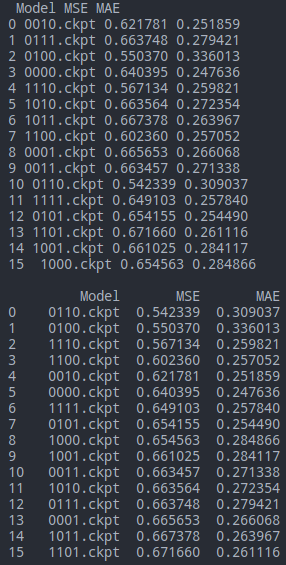 Model MSE MAE
0 0010.ckpt 0.621781 0.251859
1 0111.ckpt 0.663748 0.279421
2 0100.ckpt 0.550370 0.336013
3 0000.ckpt 0.640395 0.247636
4 1110.ckpt 0.567134 0.259821
5 1010.ckpt 0.663564 0.272354
6 1011.ckpt 0.667378 0.263967
7 1100.ckpt 0.602360 0.257052
8 0001.ckpt 0.665653 0.266068
9 0011.ckpt 0.663457 0.271338
10 0110.ckpt 0.542339 0.309037
11 1111.ckpt 0.649103 0.257840
12 0101.ckpt 0.654155 0.254490
13 1101.ckpt 0.671660 0.261116
14 1001.ckpt 0.661025 0.284117
15 1000.ckpt 0.654563 0.284866
Model MSE MAE
0 0110.ckpt 0.542339 0.309037
1 0100.ckpt 0.550370 0.336013
2 1110.ckpt 0.567134 0.259821
3 1100.ckpt 0.602360 0.257052
4 0010.ckpt 0.621781 0.251859
5 0000.ckpt 0.640395 0.247636
6 1111.ckpt 0.649103 0.257840
7 0101.ckpt 0.654155 0.254490
8 1000.ckpt 0.654563 0.284866
9 1001.ckpt 0.661025 0.284117
10 0011.ckpt 0.663457 0.271338
11 1010.ckpt 0.663564 0.272354
12 0111.ckpt 0.663748 0.279421
13 0001.ckpt 0.665653 0.266068
14 1011.ckpt 0.667378 0.263967
15 1101.ckpt 0.671660 0.261116